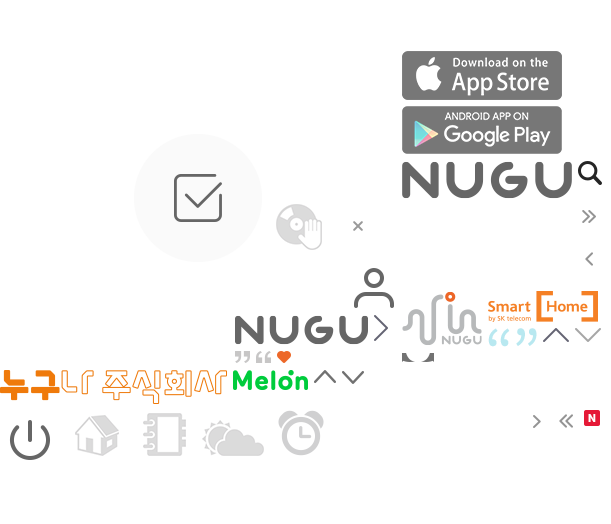 Download on the
App Store
ANDROID APP ON
Google Play
NUGU
NUGU
NUGU
Smart Home
by SK telecom
누구나 주식회사
Melon
N